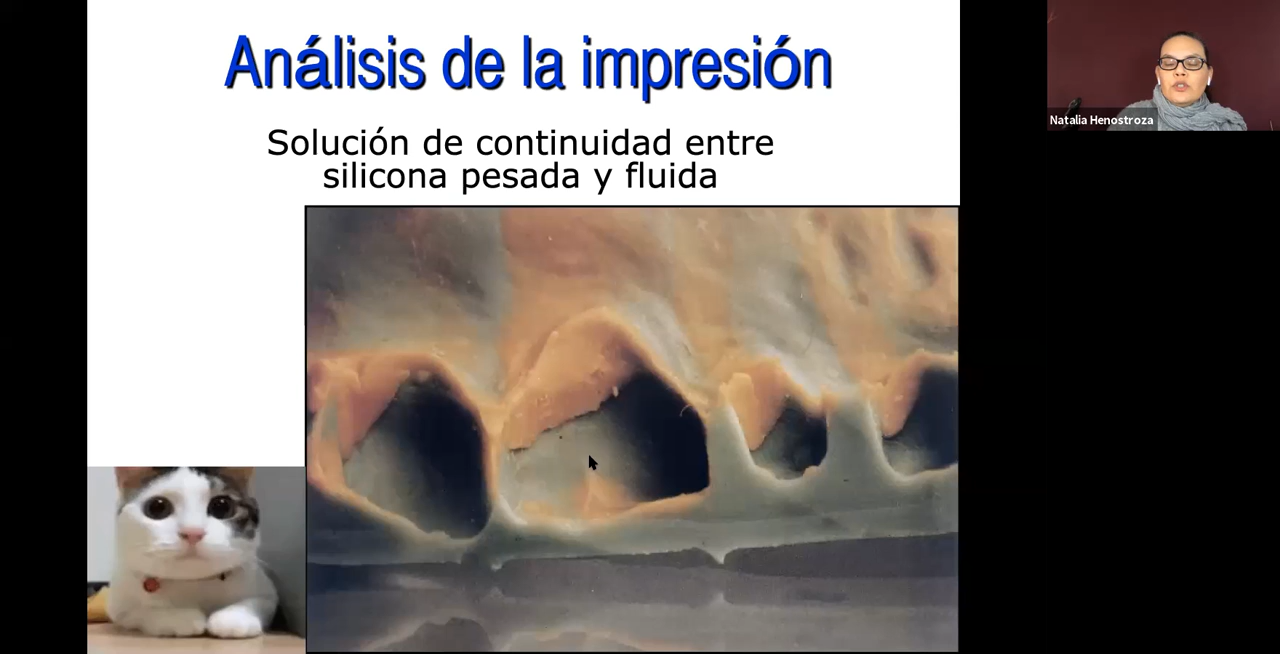 Análisis de la impresión
Solución de continuidad entre
silicona pesada y fluida
Natalia Henostroza